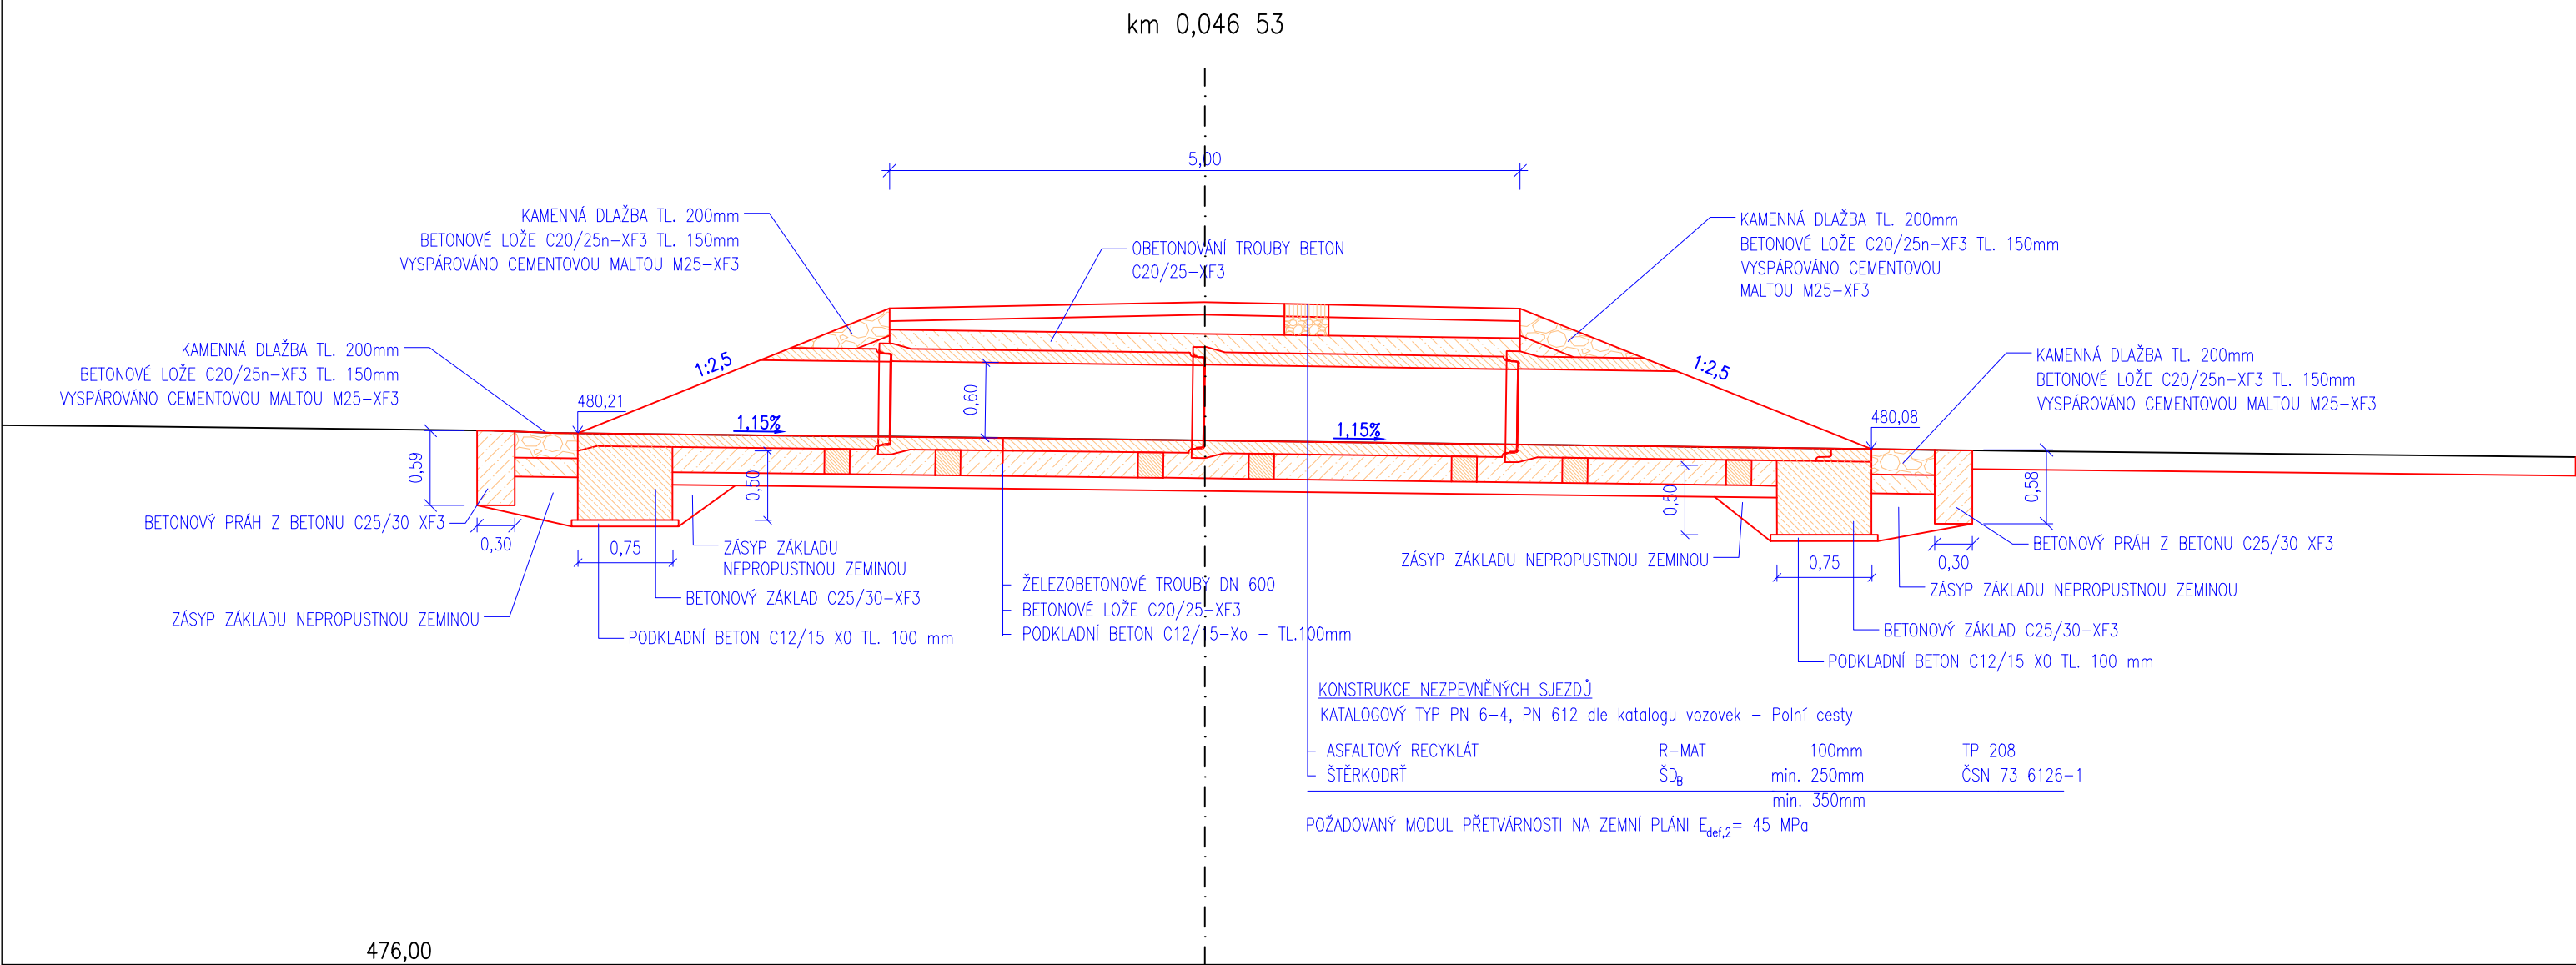 km 0,046 53
5,00
KAMENNÁ DLAŽBA TL. 200mm
BETONOVÉ LOŽE C20/25n-XF3 TL. 150mm
VYSPÁROVÁNO CEMENTOVOU MALTOU M25-XF3
OBETONOVÁNÍ TROUBY BETON
C20/25-XF3
KAMENNÁ DLAŽBA TL. 200mm
BETONOVÉ LOŽE C20/25n-XF3 TL. 150mm
VYSPÁROVÁNO CEMENTOVOU
MALTOU M25-XF3
KAMENNÁ DLAŽBA TL. 200mm
BETONOVÉ LOŽE C20/25n-XF3 TL. 150mm
VYSPÁROVÁNO CEMENTOVOU MALTOU M25-XF3
KAMENNÁ DLAŽBA TL. 200mm
BETONOVÉ LOŽE C20/25n-XF3 TL. 150mm
VYSPÁROVÁNO CEMENTOVOU MALTOU M25-XF3
1:2,5
1:2,5
480,21
0,60
1,15%
1,15%
480,08
0,59
0,50
0,50
0,58
BETONOVÝ PRÁH Z BETONU C25/30 XF3
0,30
0,75
ZÁSYP ZÁKLADU
NEPROPUSTNOU ZEMINOU
ZÁSYP ZÁKLADU NEPROPUSTNOU ZEMINOU
0,75
0,30
BETONOVÝ PRÁH Z BETONU C25/30 XF3
ZÁSYP ZÁKLADU NEPROPUSTNOU ZEMINOU
BETONOVÝ ZÁKLAD C25/30-XF3
ZÁSYP ZÁKLADU NEPROPUSTNOU ZEMINOU
PODKLADNÍ BETON C12/15 X0 TL. 100 mm
ŽELEZOBETONOVÉ TROUBY DN 600
BETONOVÉ LOŽE C20/25-XF3
PODKLADNÍ BETON C12/15-Xo - TL.100mm
BETONOVÝ ZÁKLAD C25/30-XF3
PODKLADNÍ BETON C12/15 X0 TL. 100 mm
KONSTRUKCE NEZPEVNĚNÝCH SJEZDŮ
KATALOGOVÝ TYP PN 6-4, PN 612 dle katalogu vozovek - Polní cesty
ASFALTOVÝ RECYKLÁT R-MAT 100mm TP 208
ŠTĚRKODRŤ ŠDB min. 250mm ČSN 73 6126-1
min. 350mm
POŽADOVANÝ MODUL PŘETVÁRNOSTI NA ZEMNÍ PLÁNI Edef,2= 45 MPa
476,00